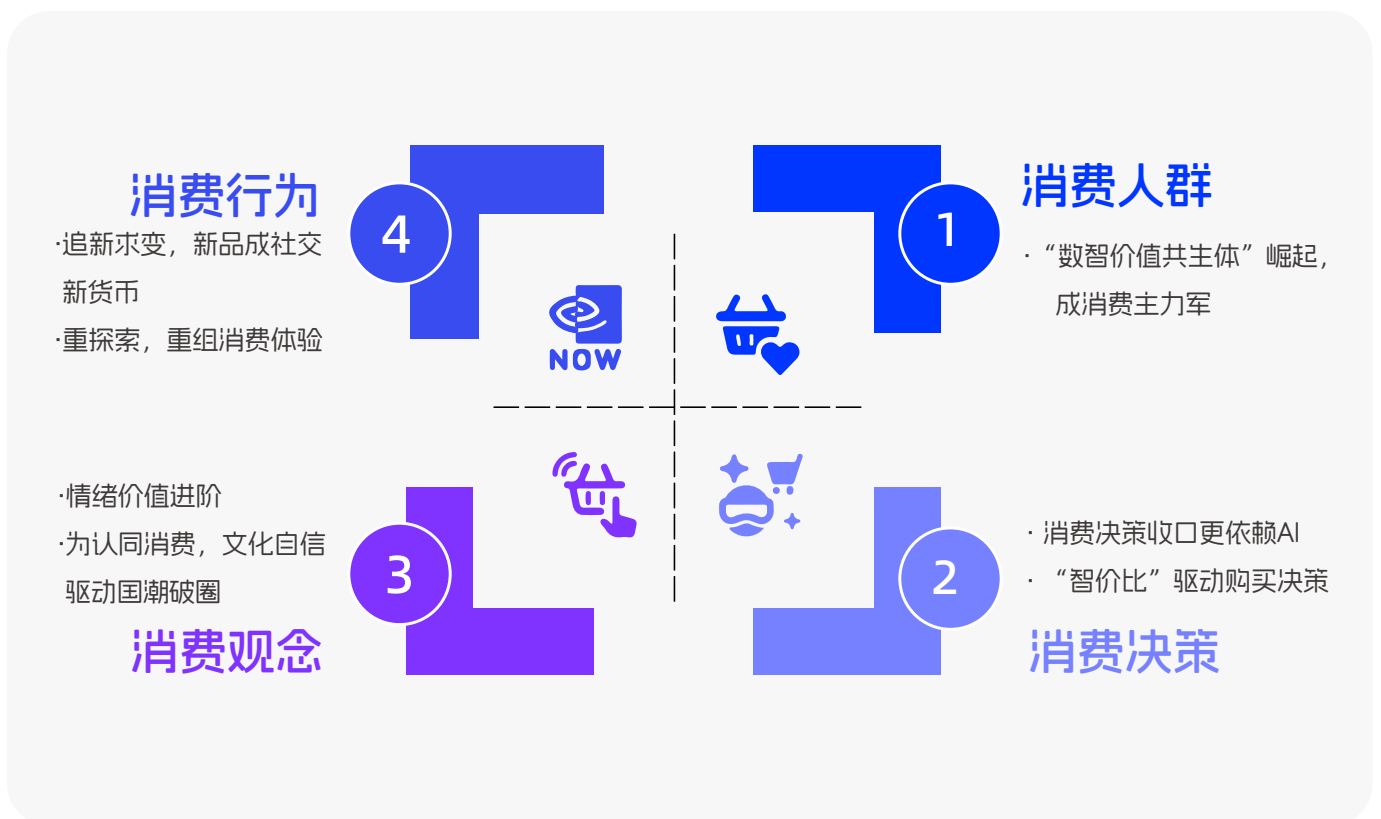 消费人群
1
· “数智价值共生体”崛起，
成消费主力军
2
· 消费决策收口更依赖AI
· “智价比”驱动购买决策
消费决策
3
·情绪价值进阶
·为认同消费，文化自信
驱动国潮破圈
消费观念
消费行为
4
·追新求变，新品成社交
新货币
·重探索，重组消费体验
NOW